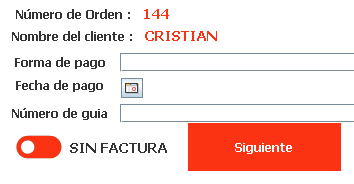 Número de Orden : 144
Nombre del cliente : CRISTIAN
Forma de pago
Fecha de pago
Número de guia
SIN FACTURA Siguiente